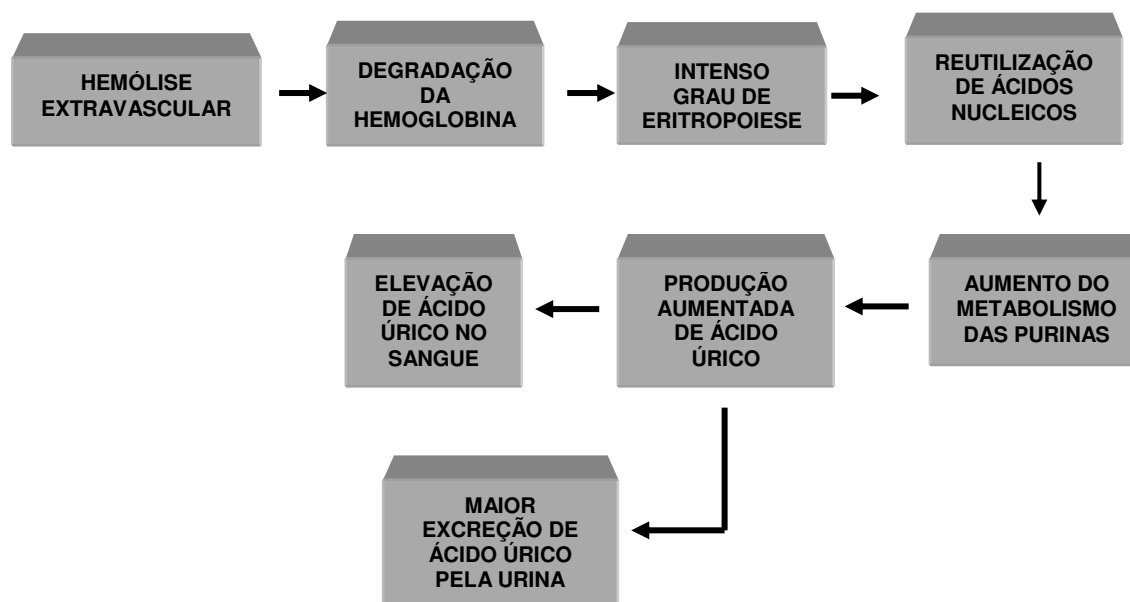 HEMÓLISE
EXTRAVASCULAR
DEGRADAÇÃO
DA
HEMOGLOBINA
INTENSO
GRAU DE
ERITROPOIESE
REUTILIZAÇÃO
DE ÁCIDOS
NUCLEICOS
AUMENTO DO
METABOLISMO
DAS PURINAS
PRODUÇÃO
AUMENTADA
DE ÁCIDO
ÚRICO
ELEVAÇÃO
DE ÁCIDO
ÚRICO NO
SANGUE
MAIOR
EXCREÇÃO DE
ÁCIDO ÚRICO
PELA URINA